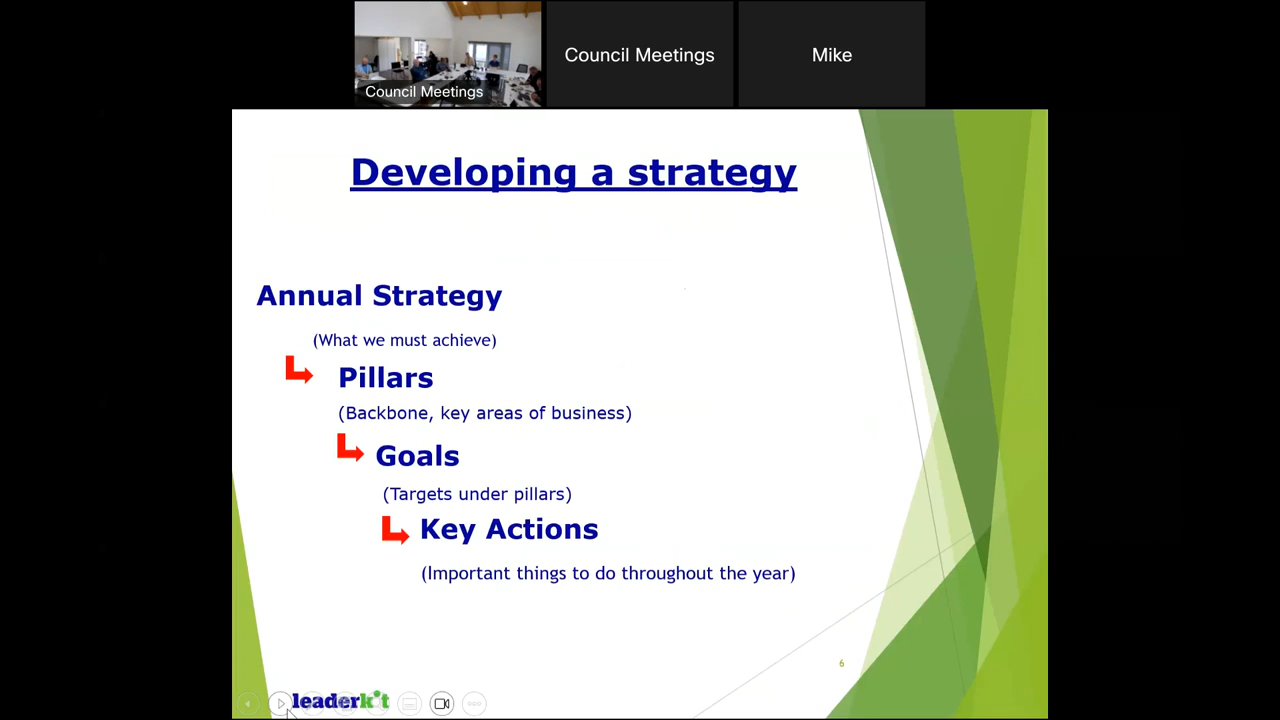 Council Meetings
Council Meetings
Mike
Developing a strategy
Annual Strategy
(What we must achieve)
Pillars
(Backbone, key areas of business)
Goals
(Targets under pillars)
Key Actions
(Important things to do throughout the year)
6
leaderkit